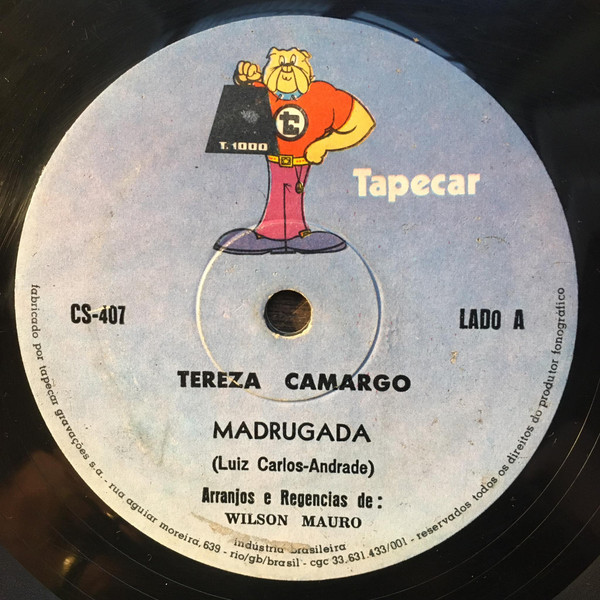 T.1000
tc
Tapecar
CS-407
LADO A
TEREZA CAMARGO
MADRUGADA
(Luiz Carlos-Andrade)
Arranjos e Regencias de:
WILSON MAURO
indústria brasileira
fabricado por tapecar gravações s.a. - rua aguiar moreira, 639 - rio/gb/brasil - cgc 33.631.433/001 - reservados todos os direitos do produtor fonográfico